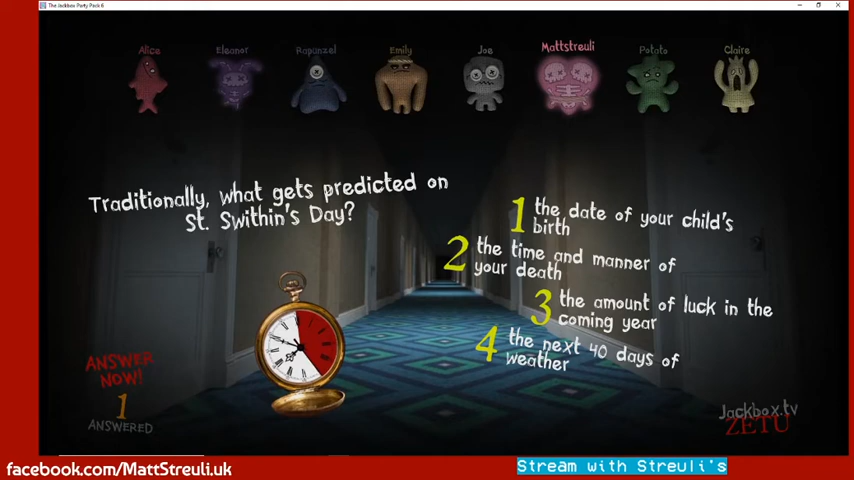 The Jackbox Party Pack 6
Alice
Eleanor
Rapunzel
Emily
Joe
Mattstreuli
Potato
Claire
Traditionally, what gets predicted on
St. Swithin's Day?
1 the date of your child's
birth
2 the time and manner of
your death
3 the amount of luck in the
coming year
4 the next 40 days of
weather
ANSWER
NOW!
1
ANSWERED
Jackbox.tv
ZETU
facebook.com/MattStreuli.uk
Stream with Streuli's